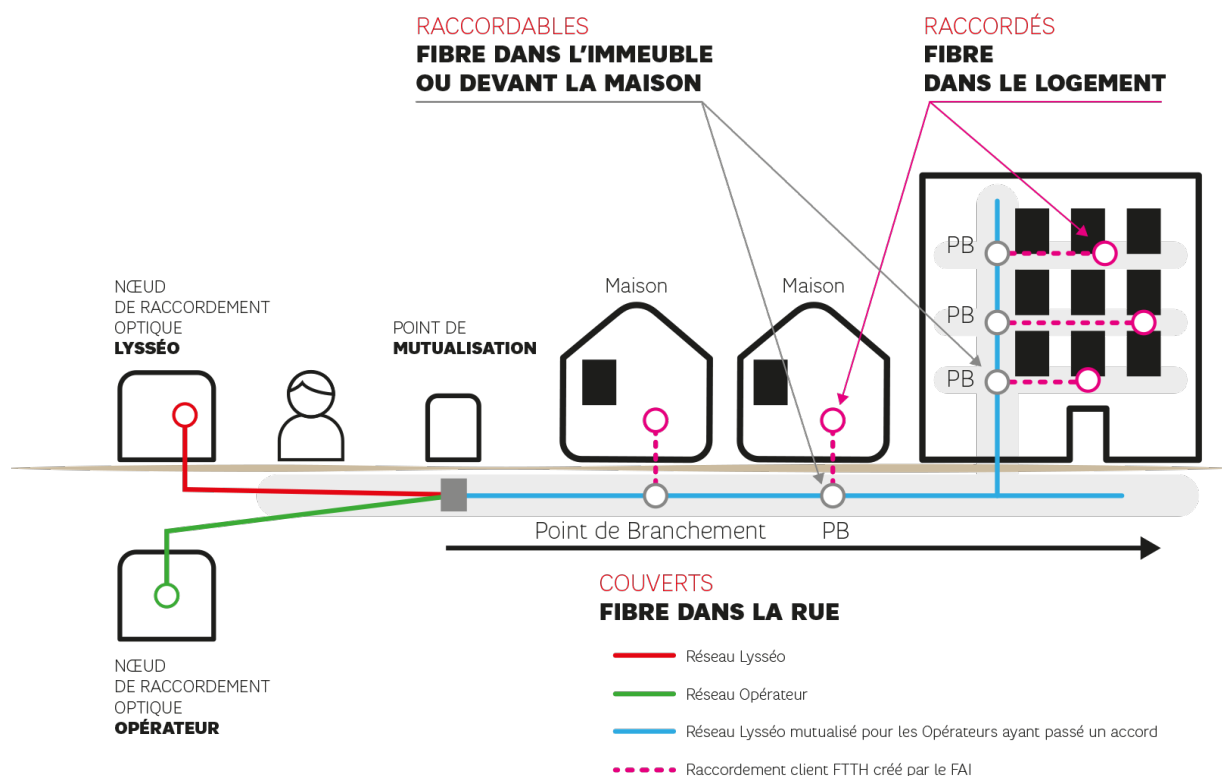 RACCORDABLES
FIBRE DANS L’IMMEUBLE
OU DEVANT LA MAISON
RACCORDÉS
FIBRE
DANS LE LOGEMENT
PB
PB
PB
Maison
Maison
NŒUD
DE RACCORDEMENT
OPTIQUE
LYSSÉO
POINT DE
MUTUALISATION
Point de Branchement
PB
COUVERTS
FIBRE DANS LA RUE
NŒUD
DE RACCORDEMENT
OPTIQUE
OPÉRATEUR
Réseau Lysséo
Réseau Opérateur
Réseau Lysséo mutualisé pour les Opérateurs ayant passé un accord
Raccordement client FTTH créé par le FAI